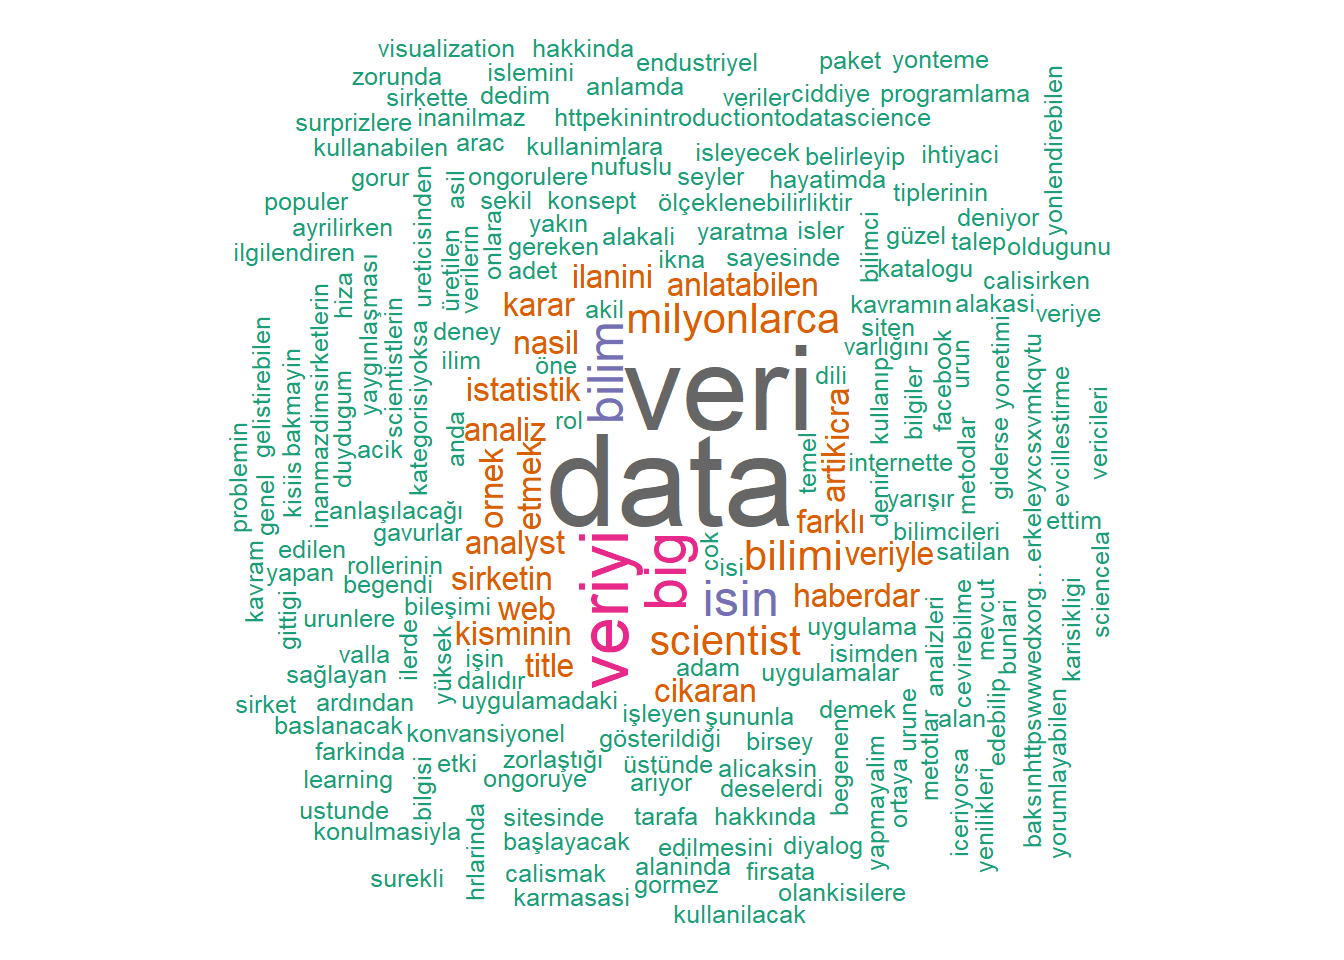 visualization hakkinda
endustriyel paket yonteme
zorunda islemini
sirkette dedim anlamda
veriler ciddiye programlama
surprizlere inanilmaz httpekinintroductiontodatascience
kullanabilen arac kullanimlara
isleyecek belirleyip ihtiyaci
nufuslu
gorur ongorulere seyler hayatimda
tiplerinin
populer sekil konsept ölçeklenebilirliktir
ayrilirken yakın deniyor
ilgilendiren gereken alakali yaratma isler güzel talep oldugunu
adet ikna sayesinde katalogu
calisirken
yonlendirebilen
asil
ureticisinden
üretilen
verilerin
onlara
bilimci
ilanini anlatabilen
karar akil milyonlarca kavramın alakasi veriye
siten
deney nasil varlığını
ilim öne
bilim
veri
dili
istatistik
rol
analiz
data
hiza
yaygınlaşması
scientistlerin
kategorisiyoksa
inanmazdimsirketlerin
duydugum
gelistirebilen
bakmayin
kisiis
problemin
genel
acik
anda
ornek
etmek
temel
artik
icra
kullanıp
bilgiler
facebook
urun
yonetimi
giderse
metodlar
erkeleyxcsxvmkqvtu
evcillestirme
vericileri
internette
denir
yarışır
anlaşılacağı
gavurlar analyst
farklı bilimcileri ettim
edilen rollerinin sirketin
yapan begendi
veriyi
big
cok
isi
bilimi veriyle satilan
kavram
gittigi
urunlere bileşimi web
isin haberdar
kisminin scientist uygulama
valla işin title adam isimden
sağlayan dalıdır uygulamalar
ilerde
yüksek
cikaran
analizleri
cevirebilme
mevcut
bunları
baksınhttpswwwedxorg...
karisikligi
sciencela
sirket ardından uygulamadaki
baslanacak konvansiyonel işleyen şununla demek alan
gösterildiği birsey
farkinda etki zorlaştığı üstünde alicaksin
learning ongoruye ariyor deselerdi
bilgisi
begenen
yapmayalim
urune
ortaya
metotlar
edebilip
iceriyorsa
yenilikleri
yorumlayabilen
ustunde sitesinde tarafa hakkında
konulmasiyla
hrlarinda
başlayacak edilmesini diyalog
surekli calismak alaninda firsata
karmasasi gormez olankisilere
kullanilacak